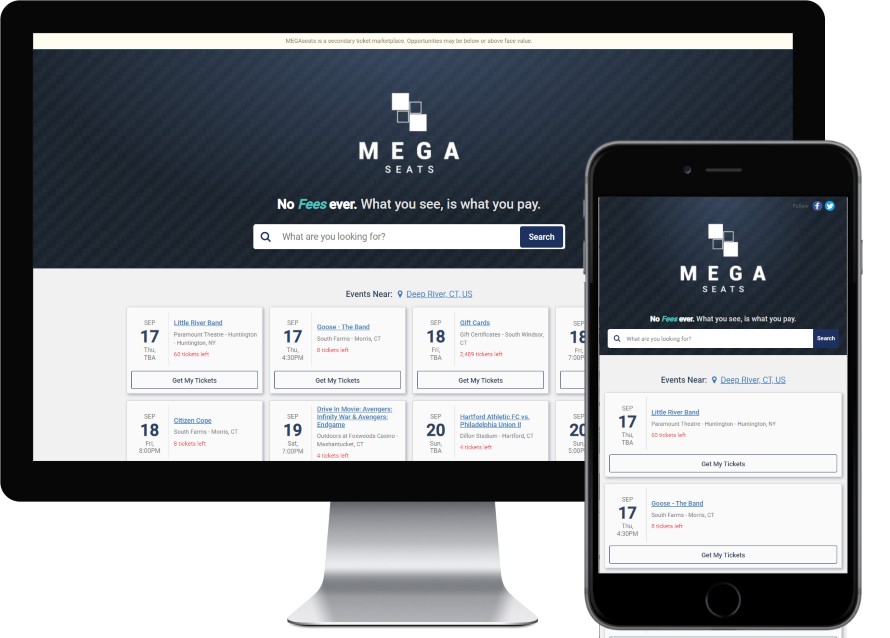 MEGAseats is a secondary ticket marketplace. Opportunities may be below or above face value.
MEGA
SEATS
No Fees ever. What you see, is what you pay.
What are you looking for?
Search
Events Near: Deep River, CT, US
SEP
17
Thu,
TBA
Little River Band
Paramount Theatre - Huntington
- Huntington, NY
60 tickets left
Get My Tickets
SEP
17
Thu,
4:30PM
Goose - The Band
South Farms - Morris, CT
8 tickets left
Get My Tickets
SEP
18
Fri,
TBA
Gift Cards
Gift Certificates - South Windsor,
CT
2,489 tickets left
Get My Tickets
SEP
18
Fri,
7:00P
SEP
18
Fri,
8:00PM
Citizen Cope
South Farms - Morris, CT
8 tickets left
SEP
19
Sat,
7:00PM
Drive In Movie: Avengers:
Infinity War & Avengers:
Endgame
Outdoors at Foxwoods Casino -
Mashantucket, CT
4 tickets left
SEP
20
Sun,
TBA
Hartford Athletic FC vs.
Philadelphia Union II
Dillon Stadium - Hartford, CT
4 tickets left
SEP
20
Sun,
5:00P
Follow
MEGA
SEATS
No Fees ever. What you see, is what you pay.
What are you looking for?
Search
Events Near: Deep River, CT, US
SEP
17
Thu,
TBA
Little River Band
Paramount Theatre - Huntington - Huntington, NY
60 tickets left
Get My Tickets
SEP
17
Thu,
4:30PM
Goose - The Band
South Farms - Morris, CT
8 tickets left
Get My Tickets